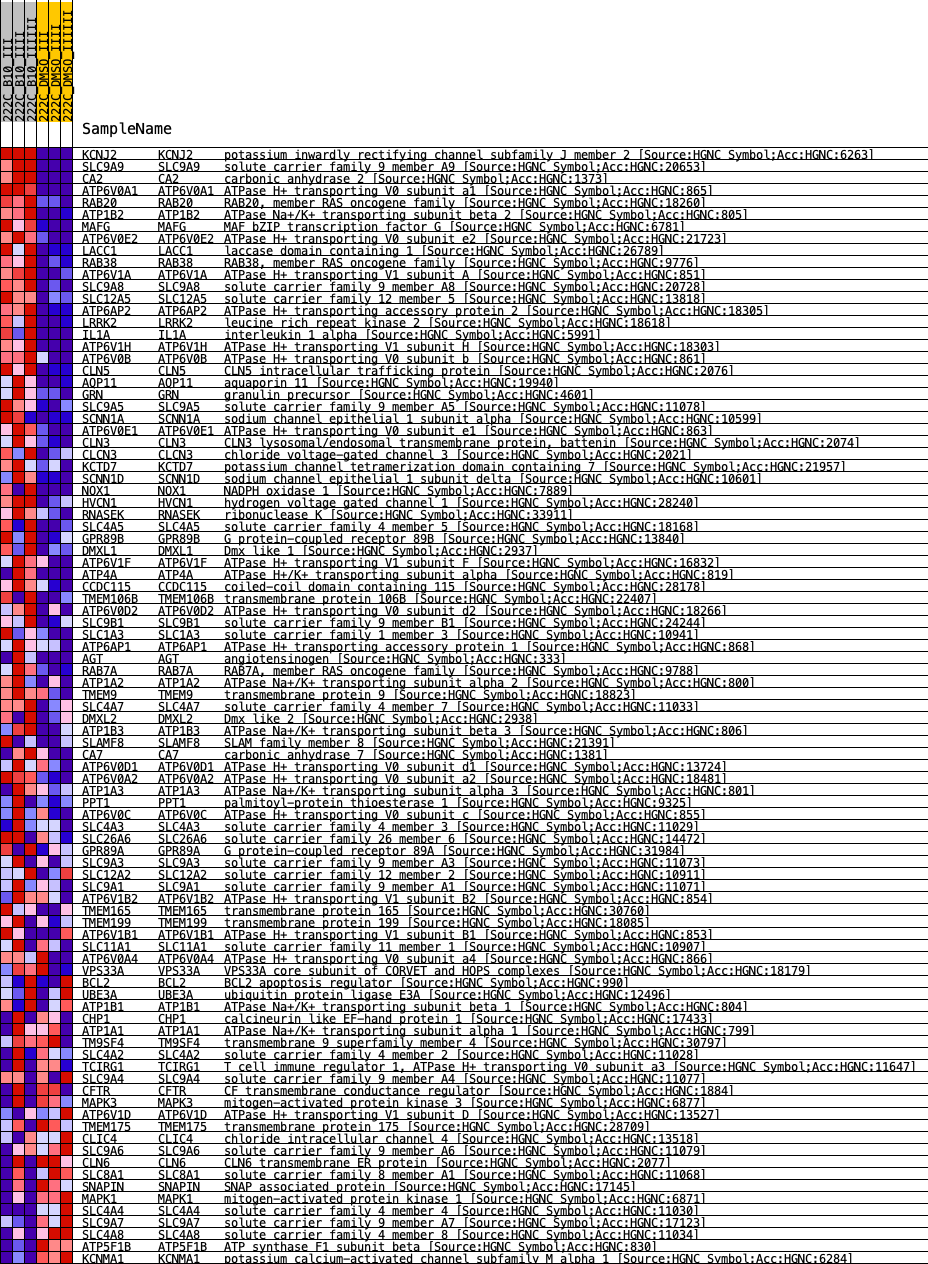 222C_B10_III
222C_B10_IIII
222C_B10_IIIIII
222C_DMSO_III
222C_DMSO_IIII
222C_DMSO_IIIIII
SampleName
KCNJ2 KCNJ2 potassium inwardly rectifying channel subfamily J member 2 [Source:HGNC Symbol;Acc:HGNC:6263]
SLC9A9 SLC9A9 solute carrier family 9 member A9 [Source:HGNC Symbol;Acc:HGNC:20653]
CA2 CA2 carbonic anhydrase 2 [Source:HGNC Symbol;Acc:HGNC:1373]
ATP6V0A1 ATP6V0A1 ATPase H+ transporting V0 subunit a1 [Source:HGNC Symbol;Acc:HGNC:865]
RAB20 RAB20 RAB20, member RAS oncogene family [Source:HGNC Symbol;Acc:HGNC:18260]
ATP1B2 ATP1B2 ATPase Na+/K+ transporting subunit beta 2 [Source:HGNC Symbol;Acc:HGNC:805]
MAFG MAFG MAF bZIP transcription factor G [Source:HGNC Symbol;Acc:HGNC:6781]
ATP6V0E2 ATP6V0E2 ATPase H+ transporting V0 subunit e2 [Source:HGNC Symbol;Acc:HGNC:21723]
LACC1 LACC1 laccase domain containing 1 [Source:HGNC Symbol;Acc:HGNC:26789]
RAB38 RAB38 RAB38, member RAS oncogene family [Source:HGNC Symbol;Acc:HGNC:9776]
ATP6V1A ATP6V1A ATPase H+ transporting V1 subunit A [Source:HGNC Symbol;Acc:HGNC:851]
SLC9A8 SLC9A8 solute carrier family 9 member A8 [Source:HGNC Symbol;Acc:HGNC:20728]
SLC12A5 SLC12A5 solute carrier family 12 member 5 [Source:HGNC Symbol;Acc:HGNC:13818]
ATP6AP2 ATP6AP2 ATPase H+ transporting accessory protein 2 [Source:HGNC Symbol;Acc:HGNC:18305]
LRRK2 LRRK2 leucine rich repeat kinase 2 [Source:HGNC Symbol;Acc:HGNC:18618]
IL1A IL1A interleukin 1 alpha [Source:HGNC Symbol;Acc:HGNC:5991]
ATP6V1H ATP6V1H ATPase H+ transporting V1 subunit H [Source:HGNC Symbol;Acc:HGNC:18303]
ATP6V0B ATP6V0B ATPase H+ transporting V0 subunit b [Source:HGNC Symbol;Acc:HGNC:861]
CLN5 CLN5 CLN5 intracellular trafficking protein [Source:HGNC Symbol;Acc:HGNC:2076]
AQP11 AQP11 aquaporin 11 [Source:HGNC Symbol;Acc:HGNC:19940]
GRN GRN granulin precursor [Source:HGNC Symbol;Acc:HGNC:4601]
SLC9A5 SLC9A5 solute carrier family 9 member A5 [Source:HGNC Symbol;Acc:HGNC:11078]
SCNN1A SCNN1A sodium channel epithelial 1 subunit alpha [Source:HGNC Symbol;Acc:HGNC:10599]
ATP6V0E1 ATP6V0E1 ATPase H+ transporting V0 subunit e1 [Source:HGNC Symbol;Acc:HGNC:863]
CLN3 CLN3 CLN3 lysosomal/endosomal transmembrane protein, battenin [Source:HGNC Symbol;Acc:HGNC:2074]
CLCN3 CLCN3 chloride voltage-gated channel 3 [Source:HGNC Symbol;Acc:HGNC:2021]
KCTD7 KCTD7 potassium channel tetramerization domain containing 7 [Source:HGNC Symbol;Acc:HGNC:21957]
SCNN1D SCNN1D sodium channel epithelial 1 subunit delta [Source:HGNC Symbol;Acc:HGNC:10601]
NOX1 NOX1 NADPH oxidase 1 [Source:HGNC Symbol;Acc:HGNC:7889]
HVCN1 HVCN1 hydrogen voltage gated channel 1 [Source:HGNC Symbol;Acc:HGNC:28240]
RNASEK RNASEK ribonuclease K [Source:HGNC Symbol;Acc:HGNC:33911]
SLC4A5 SLC4A5 solute carrier family 4 member 5 [Source:HGNC Symbol;Acc:HGNC:18168]
GPR89B GPR89B G protein-coupled receptor 89B [Source:HGNC Symbol;Acc:HGNC:13840]
DMXL1 DMXL1 Dmx like 1 [Source:HGNC Symbol;Acc:HGNC:2937]
ATP6V1F ATP6V1F ATPase H+ transporting V1 subunit F [Source:HGNC Symbol;Acc:HGNC:16832]
ATP4A ATP4A ATPase H+/K+ transporting subunit alpha [Source:HGNC Symbol;Acc:HGNC:819]
CCDC115 CCDC115 coiled-coil domain containing 115 [Source:HGNC Symbol;Acc:HGNC:28178]
TMEM106B TMEM106B transmembrane protein 106B [Source:HGNC Symbol;Acc:HGNC:22407]
ATP6V0D2 ATP6V0D2 ATPase H+ transporting V0 subunit d2 [Source:HGNC Symbol;Acc:HGNC:18266]
SLC9B1 SLC9B1 solute carrier family 9 member B1 [Source:HGNC Symbol;Acc:HGNC:24244]
SLC1A3 SLC1A3 solute carrier family 1 member 3 [Source:HGNC Symbol;Acc:HGNC:10941]
ATP6AP1 ATP6AP1 ATPase H+ transporting accessory protein 1 [Source:HGNC Symbol;Acc:HGNC:868]
AGT AGT angiotensinogen [Source:HGNC Symbol;Acc:HGNC:333]
RAB7A RAB7A RAB7A, member RAS oncogene family [Source:HGNC Symbol;Acc:HGNC:9788]
ATP1A2 ATP1A2 ATPase Na+/K+ transporting subunit alpha 2 [Source:HGNC Symbol;Acc:HGNC:800]
TMEM9 TMEM9 transmembrane protein 9 [Source:HGNC Symbol;Acc:HGNC:18823]
SLC4A7 SLC4A7 solute carrier family 4 member 7 [Source:HGNC Symbol;Acc:HGNC:11033]
DMXL2 DMXL2 Dmx like 2 [Source:HGNC Symbol;Acc:HGNC:2938]
ATP1B3 ATP1B3 ATPase Na+/K+ transporting subunit beta 3 [Source:HGNC Symbol;Acc:HGNC:806]
SLAMF8 SLAMF8 SLAM family member 8 [Source:HGNC Symbol;Acc:HGNC:21391]
CA7 CA7 carbonic anhydrase 7 [Source:HGNC Symbol;Acc:HGNC:1381]
ATP6V0D1 ATP6V0D1 ATPase H+ transporting V0 subunit d1 [Source:HGNC Symbol;Acc:HGNC:13724]
ATP6V0A2 ATP6V0A2 ATPase H+ transporting V0 subunit a2 [Source:HGNC Symbol;Acc:HGNC:18481]
ATP1A3 ATP1A3 ATPase Na+/K+ transporting subunit alpha 3 [Source:HGNC Symbol;Acc:HGNC:801]
PPT1 PPT1 palmitoyl-protein thioesterase 1 [Source:HGNC Symbol;Acc:HGNC:9325]
ATP6V0C ATP6V0C ATPase H+ transporting V0 subunit c [Source:HGNC Symbol;Acc:HGNC:855]
SLC4A3 SLC4A3 solute carrier family 4 member 3 [Source:HGNC Symbol;Acc:HGNC:11029]
SLC26A6 SLC26A6 solute carrier family 26 member 6 [Source:HGNC Symbol;Acc:HGNC:14472]
GPR89A GPR89A G protein-coupled receptor 89A [Source:HGNC Symbol;Acc:HGNC:31984]
SLC9A3 SLC9A3 solute carrier family 9 member A3 [Source:HGNC Symbol;Acc:HGNC:11073]
SLC12A2 SLC12A2 solute carrier family 12 member 2 [Source:HGNC Symbol;Acc:HGNC:10911]
SLC9A1 SLC9A1 solute carrier family 9 member A1 [Source:HGNC Symbol;Acc:HGNC:11071]
ATP6V1B2 ATP6V1B2 ATPase H+ transporting V1 subunit B2 [Source:HGNC Symbol;Acc:HGNC:854]
TMEM165 TMEM165 transmembrane protein 165 [Source:HGNC Symbol;Acc:HGNC:30760]
TMEM199 TMEM199 transmembrane protein 199 [Source:HGNC Symbol;Acc:HGNC:18085]
ATP6V1B1 ATP6V1B1 ATPase H+ transporting V1 subunit B1 [Source:HGNC Symbol;Acc:HGNC:853]
SLC11A1 SLC11A1 solute carrier family 11 member 1 [Source:HGNC Symbol;Acc:HGNC:10907]
ATP6V0A4 ATP6V0A4 ATPase H+ transporting V0 subunit a4 [Source:HGNC Symbol;Acc:HGNC:866]
VPS33A VPS33A VPS33A core subunit of CORVET and HOPS complexes [Source:HGNC Symbol;Acc:HGNC:18179]
BCL2 BCL2 BCL2 apoptosis regulator [Source:HGNC Symbol;Acc:HGNC:990]
UBE3A UBE3A ubiquitin protein ligase E3A [Source:HGNC Symbol;Acc:HGNC:12496]
ATP1B1 ATP1B1 ATPase Na+/K+ transporting subunit beta 1 [Source:HGNC Symbol;Acc:HGNC:804]
CHP1 CHP1 calcineurin like EF-hand protein 1 [Source:HGNC Symbol;Acc:HGNC:17433]
ATP1A1 ATP1A1 ATPase Na+/K+ transporting subunit alpha 1 [Source:HGNC Symbol;Acc:HGNC:799]
TM9SF4 TM9SF4 transmembrane 9 superfamily member 4 [Source:HGNC Symbol;Acc:HGNC:30797]
SLC4A2 SLC4A2 solute carrier family 4 member 2 [Source:HGNC Symbol;Acc:HGNC:11028]
TCIRG1 TCIRG1 T cell immune regulator 1, ATPase H+ transporting V0 subunit a3 [Source:HGNC Symbol;Acc:HGNC:11647]
SLC9A4 SLC9A4 solute carrier family 9 member A4 [Source:HGNC Symbol;Acc:HGNC:11077]
CFTR CFTR CF transmembrane conductance regulator [Source:HGNC Symbol;Acc:HGNC:1884]
MAPK3 MAPK3 mitogen-activated protein kinase 3 [Source:HGNC Symbol;Acc:HGNC:6877]
ATP6V1D ATP6V1D ATPase H+ transporting V1 subunit D [Source:HGNC Symbol;Acc:HGNC:13527]
TMEM175 TMEM175 transmembrane protein 175 [Source:HGNC Symbol;Acc:HGNC:28709]
CLIC4 CLIC4 chloride intracellular channel 4 [Source:HGNC Symbol;Acc:HGNC:13518]
SLC9A6 SLC9A6 solute carrier family 9 member A6 [Source:HGNC Symbol;Acc:HGNC:11079]
CLN6 CLN6 CLN6 transmembrane ER protein [Source:HGNC Symbol;Acc:HGNC:2077]
SLC8A1 SLC8A1 solute carrier family 8 member A1 [Source:HGNC Symbol;Acc:HGNC:11068]
SNAPIN SNAPIN SNAP associated protein [Source:HGNC Symbol;Acc:HGNC:17145]
MAPK1 MAPK1 mitogen-activated protein kinase 1 [Source:HGNC Symbol;Acc:HGNC:6871]
SLC4A4 SLC4A4 solute carrier family 4 member 4 [Source:HGNC Symbol;Acc:HGNC:11030]
SLC9A7 SLC9A7 solute carrier family 9 member A7 [Source:HGNC Symbol;Acc:HGNC:17123]
SLC4A8 SLC4A8 solute carrier family 4 member 8 [Source:HGNC Symbol;Acc:HGNC:11034]
ATP5F1B ATP5F1B ATP synthase F1 subunit beta [Source:HGNC Symbol;Acc:HGNC:830]
KCNMA1 KCNMA1 potassium calcium-activated channel subfamily M alpha 1 [Source:HGNC Symbol;Acc:HGNC:6284]